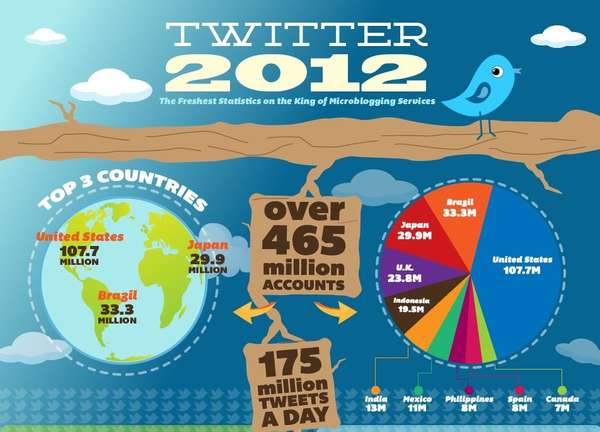 TWITTER
2012
The Freshest Statistics on the King of Microblogging Services
TOP 3 COUNTRIES
United States
107.7
MILLION
Japan
29.9
MILLION
Brazil
33.3
MILLION
over
465
million
ACCOUNTS
175
million
TWEETS
A DAY
Brazil
33.3M
Japan
29.9M
United States
107.7M
U.K.
23.8M
Indonesia
19.5M
India
13M
Mexico
11M
Philippines
8M
Spain
8M
Canada
7M